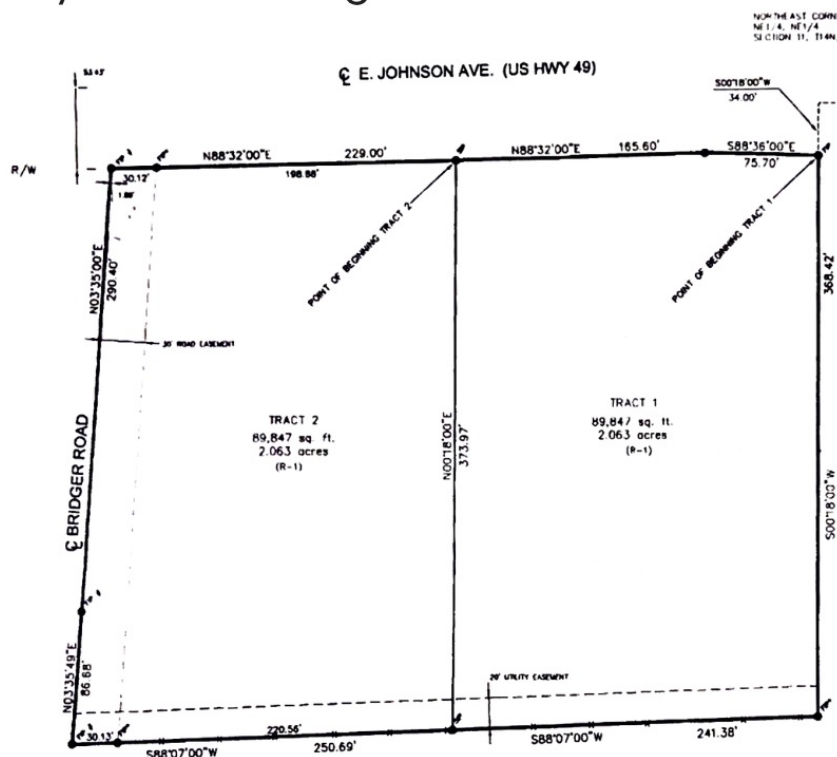 NORTHEAST CORN
NE1/4, NE1/4
SECTION 11, T14N
53.45'
℄ E. JOHNSON AVE. (US HWY 49)
S00°18'00"W
34.00'
R/W
N88°32'00"E
229.00'
N88°32'00"E
165.60'
S88°36'00"E
75.70'
30.12'
198.88'
POINT OF BEGINNING TRACT 2
POINT OF BEGINNING TRACT 1
N03°35'00"E
290.40'
368.42'
30' ROAD EASEMENT
TRACT 2
89,847 sq. ft.
2.063 acres
(R-1)
N00°18'00"E
373.97'
TRACT 1
89,847 sq. ft.
2.063 acres
(R-1)
℄ BRIDGER ROAD
S00°18'00"W
N03°35'49"E
86.68'
20' UTILITY EASEMENT
30.13'
S88°07'00"W
220.56'
250.69'
S88°07'00"W
241.38'